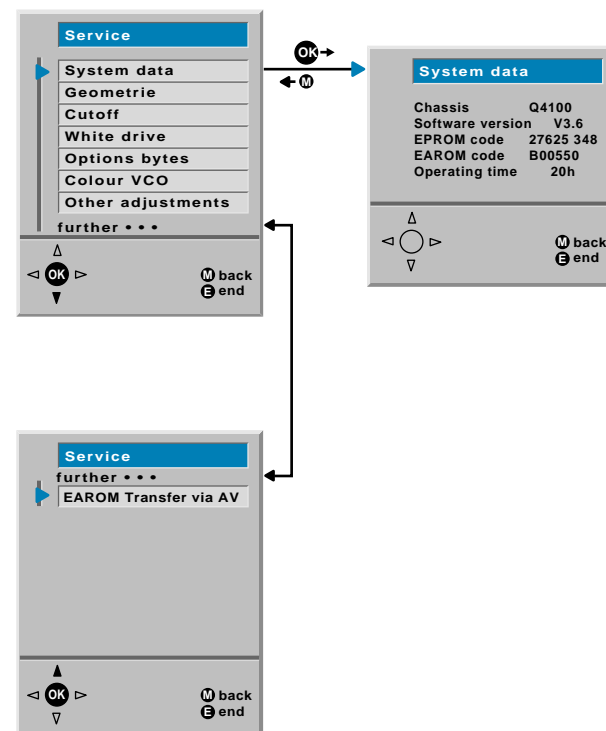 Service
System data
Geometrie
Cutoff
White drive
Options bytes
Colour VCO
Other adjustments
further • • •
OK
M back
E end
OK
M
System data
Chassis Q4100
Software version V3.6
EPROM code 27625 348
EAROM code B00550
Operating time 20h
M back
E end
Service
further • • •
EAROM Transfer via AV
OK
M back
E end